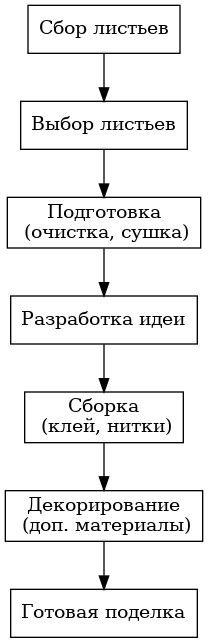 Сбор листьев
Выбор листьев
Подготовка
(очистка, сушка)
Разработка идеи
Сборка
(клей, нитки)
Декорирование
(доп. материалы)
Готовая поделка